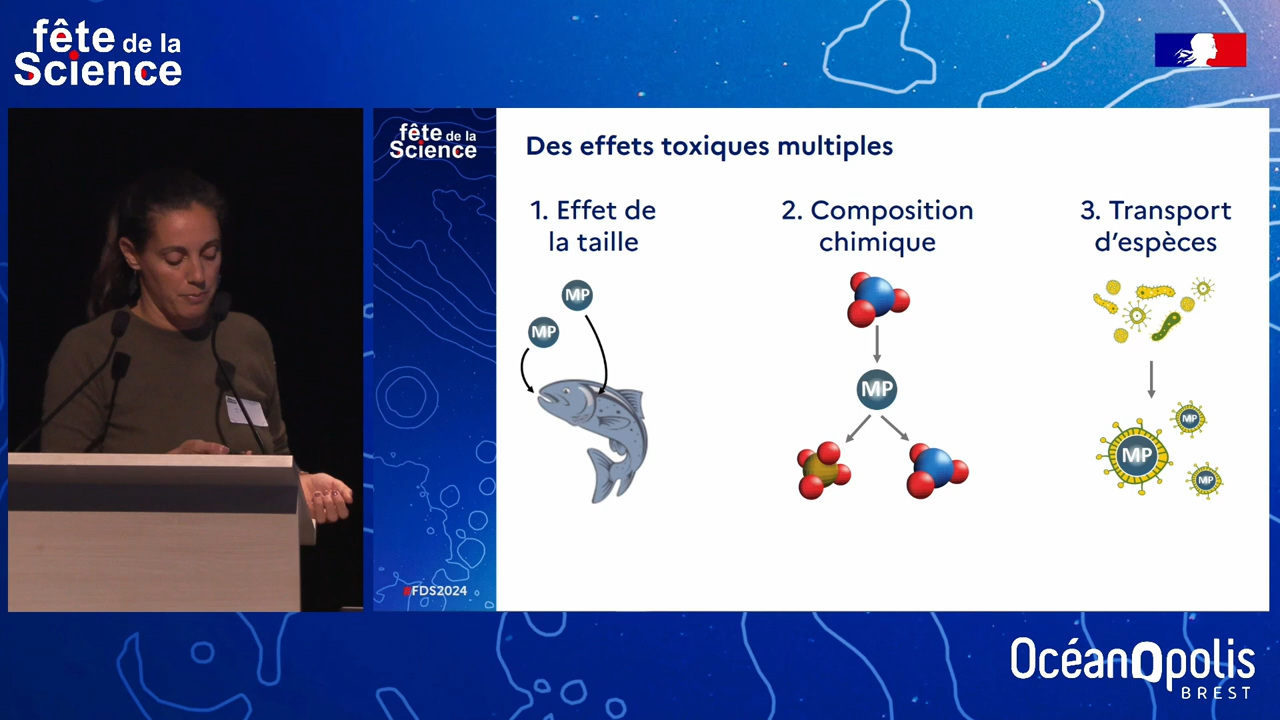 fête de la
Science
fête de la
Science
Des effets toxiques multiples
1. Effet de
la taille
2. Composition
chimique
3. Transport
d'espèces
MP
MP
MP
MP
MP
MP
#FDS2024
OcéanOpolis
BREST